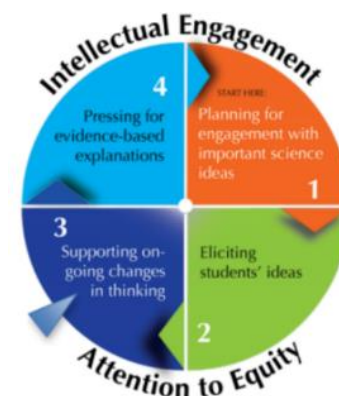 Intellectual Engagement
4
Pressing for
evidence-based
explanations
START HERE:
Planning for
engagement with
important science
ideas
1
3
Supporting on-
going changes
in thinking
Eliciting
students' ideas
2
Attention to Equity